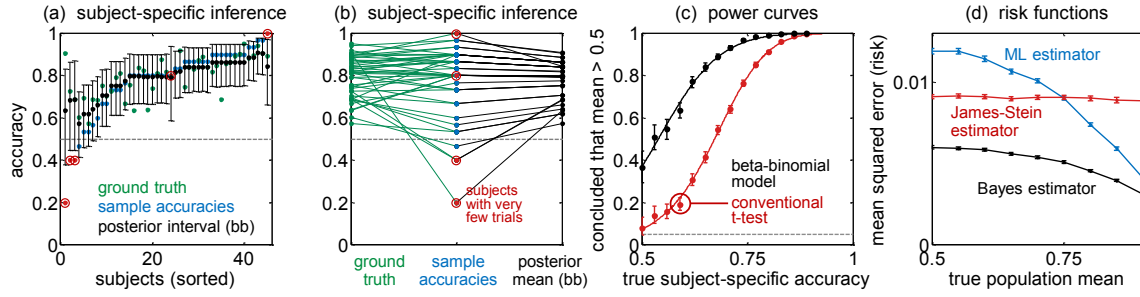 (a) subject-specific inference
accuracy
1
0.8
0.6
0.4
0.2
0
0
20
40
ground truth
sample accuracies
posterior interval (bb)
subjects (sorted)
(b) subject-specific inference
1
0.8
0.6
0.4
0.2
0
subjects
with very
few trials
ground
truth
sample
accuracies
posterior
mean (bb)
(c) power curves
concluded that mean > 0.5
1
0.8
0.6
0.4
0.2
0
0.5
0.75
1
beta-binomial
model
conventional
t-test
true subject-specific accuracy
(d) risk functions
mean squared error (risk)
0.01
0.5
0.75
ML estimator
James-Stein
estimator
Bayes estimator
true population mean